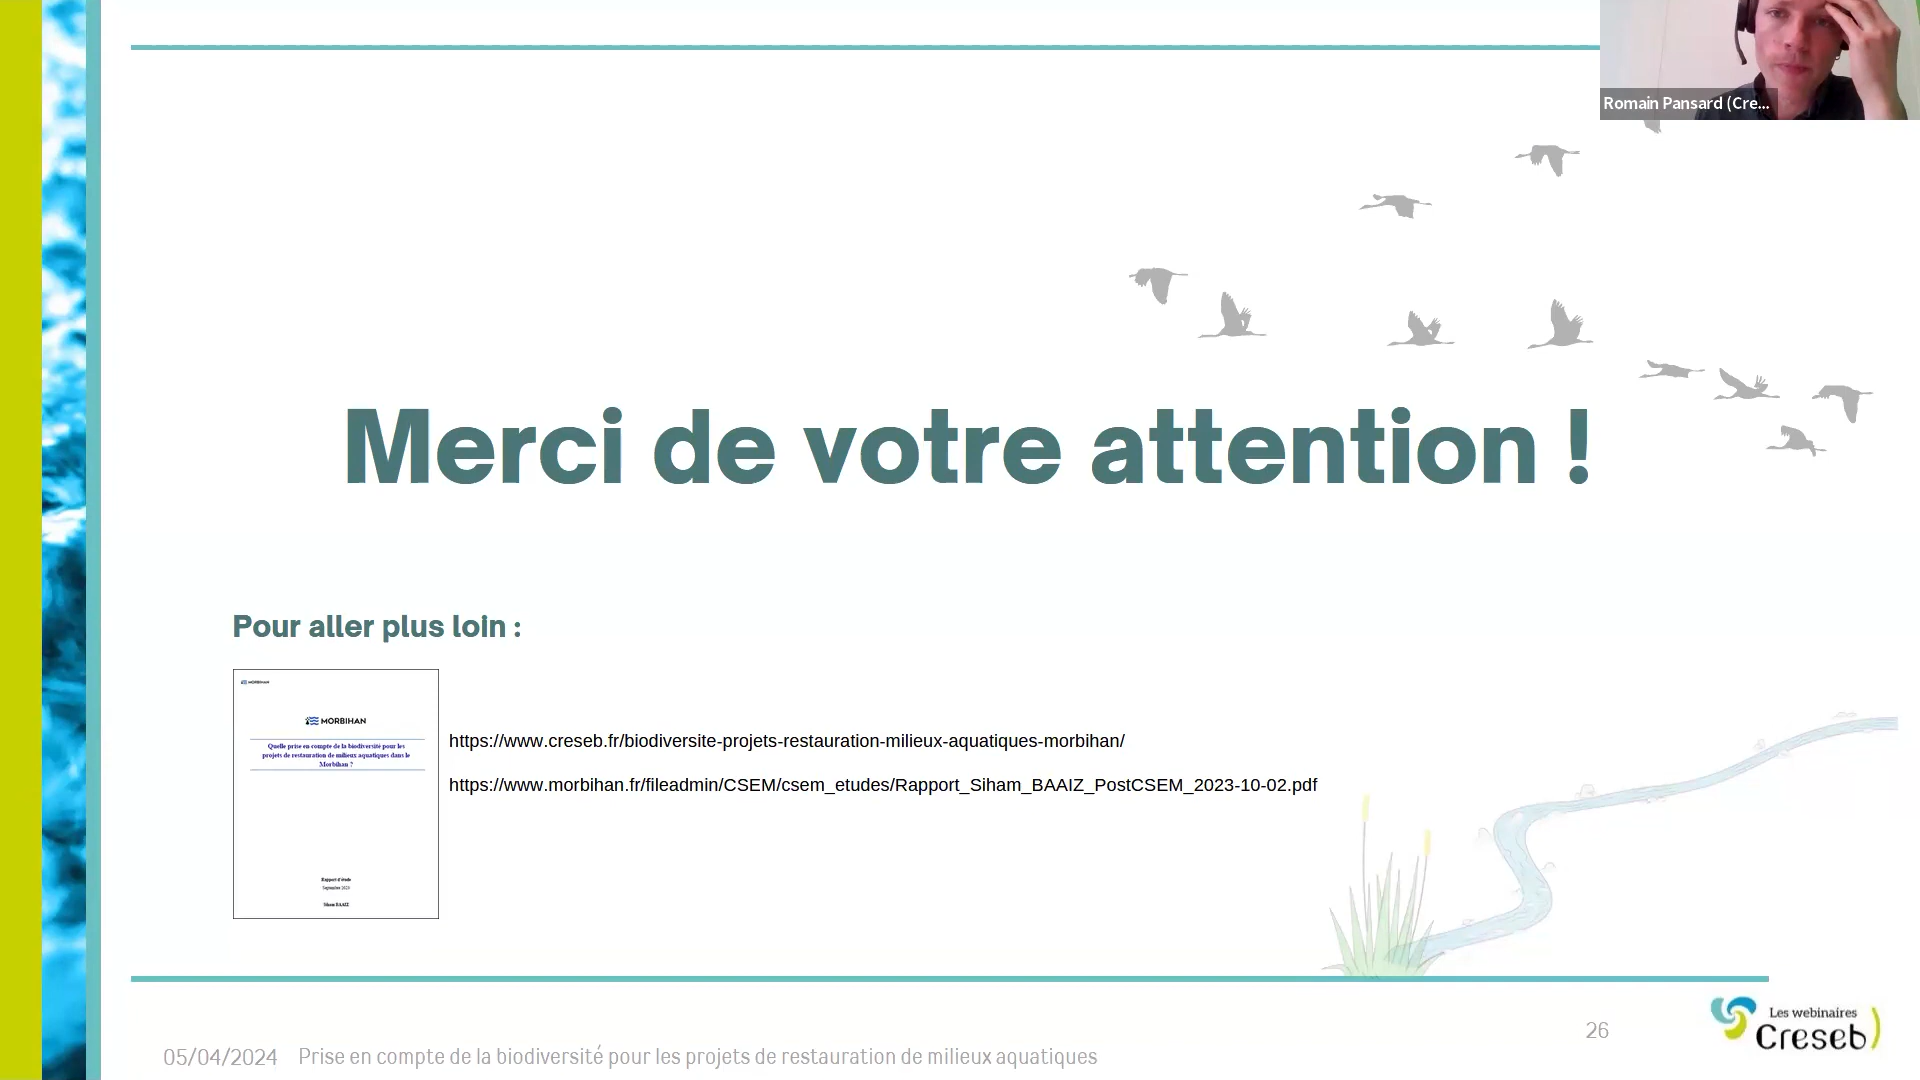 Romain Pansard (Cre...
Merci de votre attention !
Pour aller plus loin :
MORBIHAN
MORBIHAN
Quelle prise en compte de la biodiversité pour les
projets de restauration de milieux aquatiques dans le
Morbihan ?
Rapport d'étude
Septembre 2023
Siham BAAIZ
https://www.creseb.fr/biodiversite-projets-restauration-milieux-aquatiques-morbihan/
https://www.morbihan.fr/fileadmin/CSEM/csem_etudes/Rapport_Siham_BAAIZ_PostCSEM_2023-10-02.pdf
26
Les webinaires
Creseb
05/04/2024 Prise en compte de la biodiversité pour les projets de restauration de milieux aquatiques